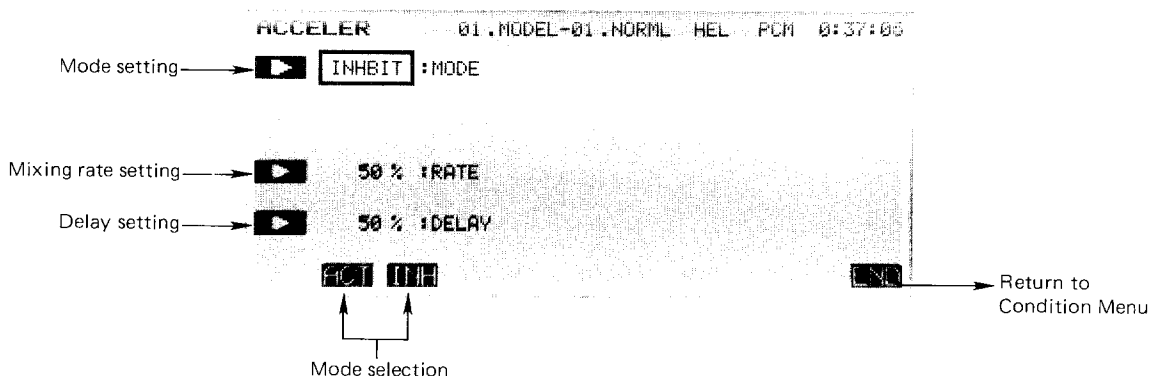 ACCELER 01.MODEL-01.NORML HEL PCM 0:37:06
Mode setting INHBIT :MODE
Mixing rate setting 50 % :RATE
Delay setting 50 % :DELAY
ACT INH END
Return to
Condition Menu
Mode selection